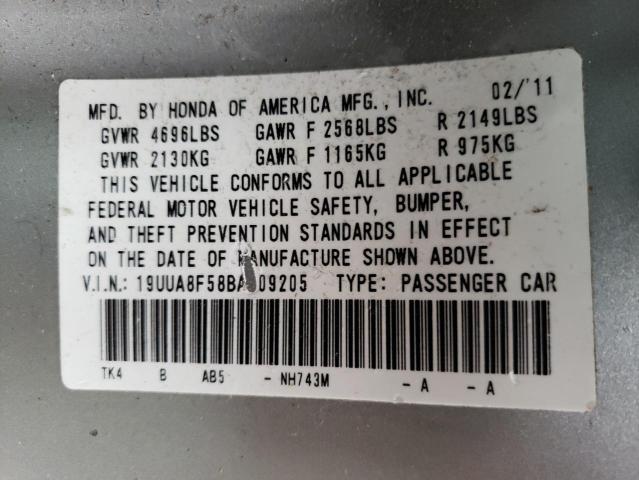 MFD. BY HONDA OF AMERICA MFG., INC. 02/'11
GVWR 4696LBS GAWR F 2568LBS R 2149LBS
GVWR 2130KG GAWR F 1165KG R 975KG
THIS VEHICLE CONFORMS TO ALL APPLICABLE
FEDERAL MOTOR VEHICLE SAFETY, BUMPER,
AND THEFT PREVENTION STANDARDS IN EFFECT
ON THE DATE OF MANUFACTURE SHOWN ABOVE.
V.I.N.: TYPE: PASSENGER CAR
TK4 B AB5 - NH743M - A - A